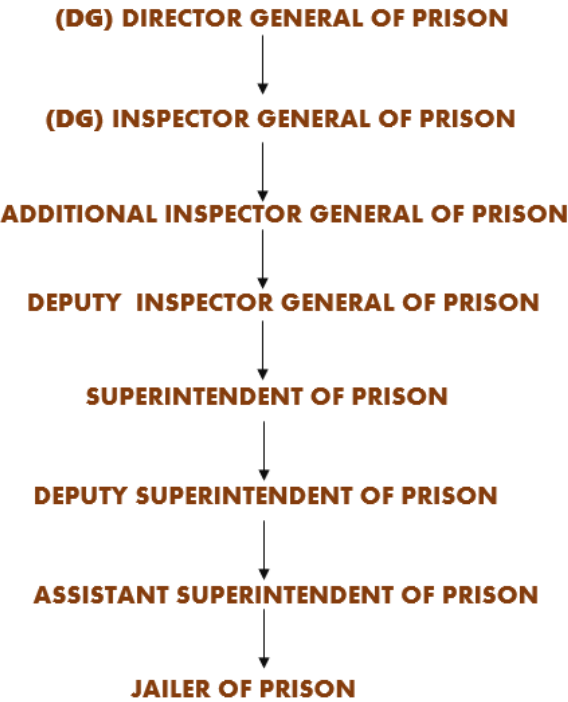 (DG) DIRECTOR GENERAL OF PRISON
(DG) INSPECTOR GENERAL OF PRISON
ADDITIONAL INSPECTOR GENERAL OF PRISON
DEPUTY INSPECTOR GENERAL OF PRISON
SUPERINTENDENT OF PRISON
DEPUTY SUPERINTENDENT OF PRISON
ASSISTANT SUPERINTENDENT OF PRISON
JAILER OF PRISON